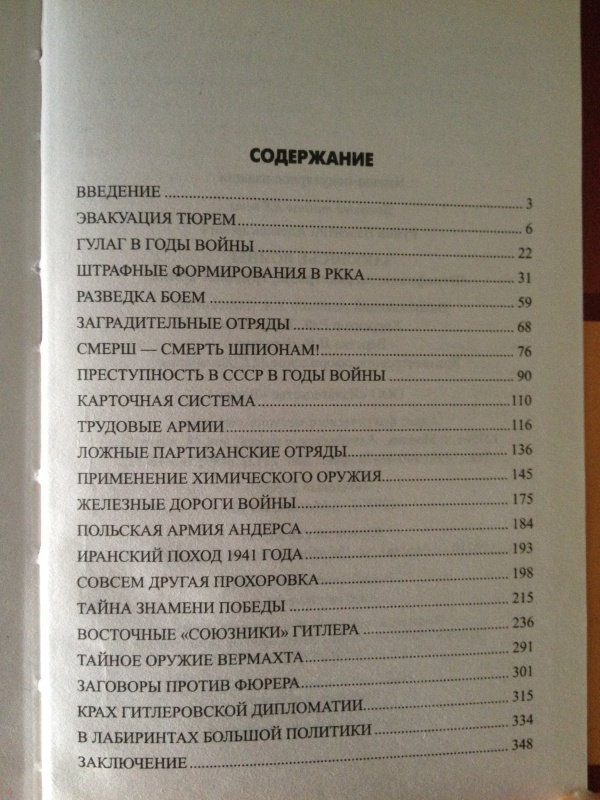 СОДЕРЖАНИЕ
ВВЕДЕНИЕ 3
ЭВАКУАЦИЯ ТЮРЕМ 6
ГУЛАГ В ГОДЫ ВОЙНЫ 22
ШТРАФНЫЕ ФОРМИРОВАНИЯ В РККА 31
РАЗВЕДКА БОЕМ 59
ЗАГРАДИТЕЛЬНЫЕ ОТРЯДЫ 68
СМЕРШ — СМЕРТЬ ШПИОНАМ! 76
ПРЕСТУПНОСТЬ В СССР В ГОДЫ ВОЙНЫ 90
КАРТОЧНАЯ СИСТЕМА 110
ТРУДОВЫЕ АРМИИ 116
ЛОЖНЫЕ ПАРТИЗАНСКИЕ ОТРЯДЫ 136
ПРИМЕНЕНИЕ ХИМИЧЕСКОГО ОРУЖИЯ 145
ЖЕЛЕЗНЫЕ ДОРОГИ ВОЙНЫ 175
ПОЛЬСКАЯ АРМИЯ АНДЕРСА 184
ИРАНСКИЙ ПОХОД 1941 ГОДА 193
СОВСЕМ ДРУГАЯ ПРОХОРОВКА 198
ТАЙНА ЗНАМЕНИ ПОБЕДЫ 215
ВОСТОЧНЫЕ «СОЮЗНИКИ» ГИТЛЕРА 236
ТАЙНОЕ ОРУЖИЕ ВЕРМАХТА 291
ЗАГОВОРЫ ПРОТИВ ФЮРЕРА 301
КРАХ ГИТЛЕРОВСКОЙ ДИПЛОМАТИИ 315
В ЛАБИРИНТАХ БОЛЬШОЙ ПОЛИТИКИ 334
ЗАКЛЮЧЕНИЕ 348